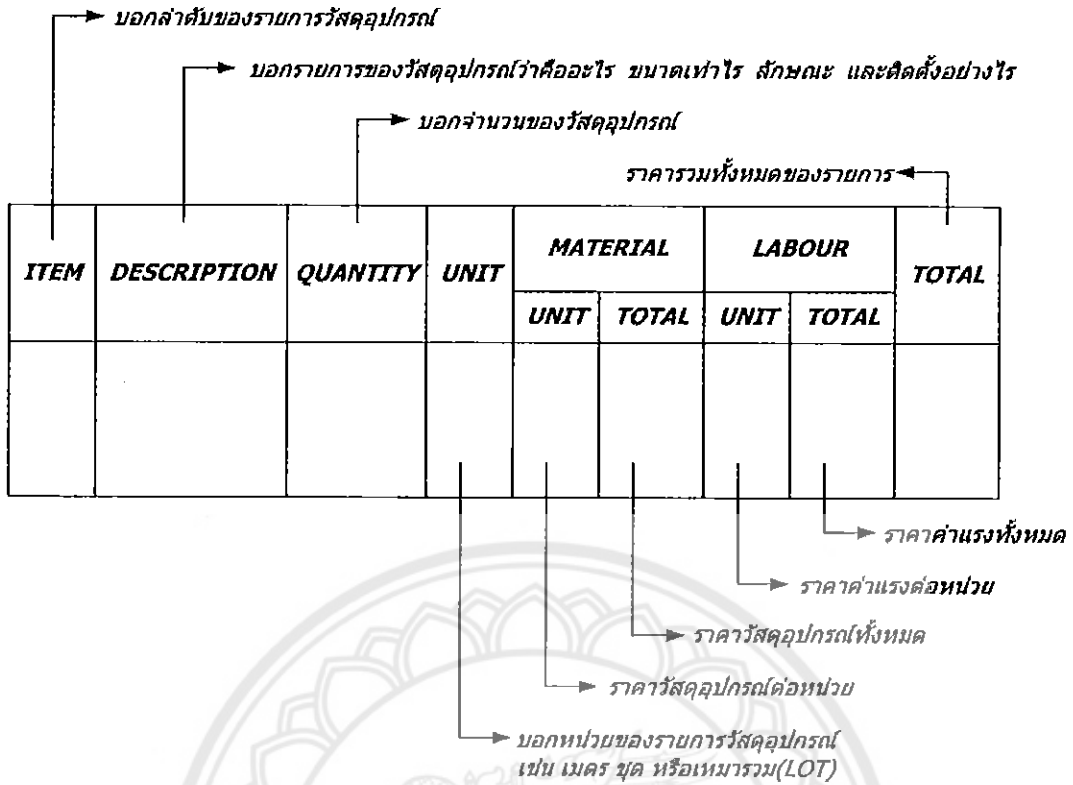 บอกลำดับของรายการวัสดุอุปกรณ์
บอกรายการของวัสดุอุปกรณ์ว่าคืออะไร ขนาดเท่าไร ลักษณะ และติดตั้งอย่างไร
บอกจำนวนของวัสดุอุปกรณ์
ราคารวมทั้งหมดของรายการ
ITEM DESCRIPTION QUANTITY UNIT MATERIAL LABOUR TOTAL
UNIT TOTAL UNIT TOTAL
ราคาค่าแรงทั้งหมด
ราคาค่าแรงต่อหน่วย
ราคาวัสดุอุปกรณ์ทั้งหมด
ราคาวัสดุอุปกรณ์ต่อหน่วย
บอกหน่วยของรายการวัสดุอุปกรณ์
เช่น เมตร ชุด หรือเหมารวม(LOT)